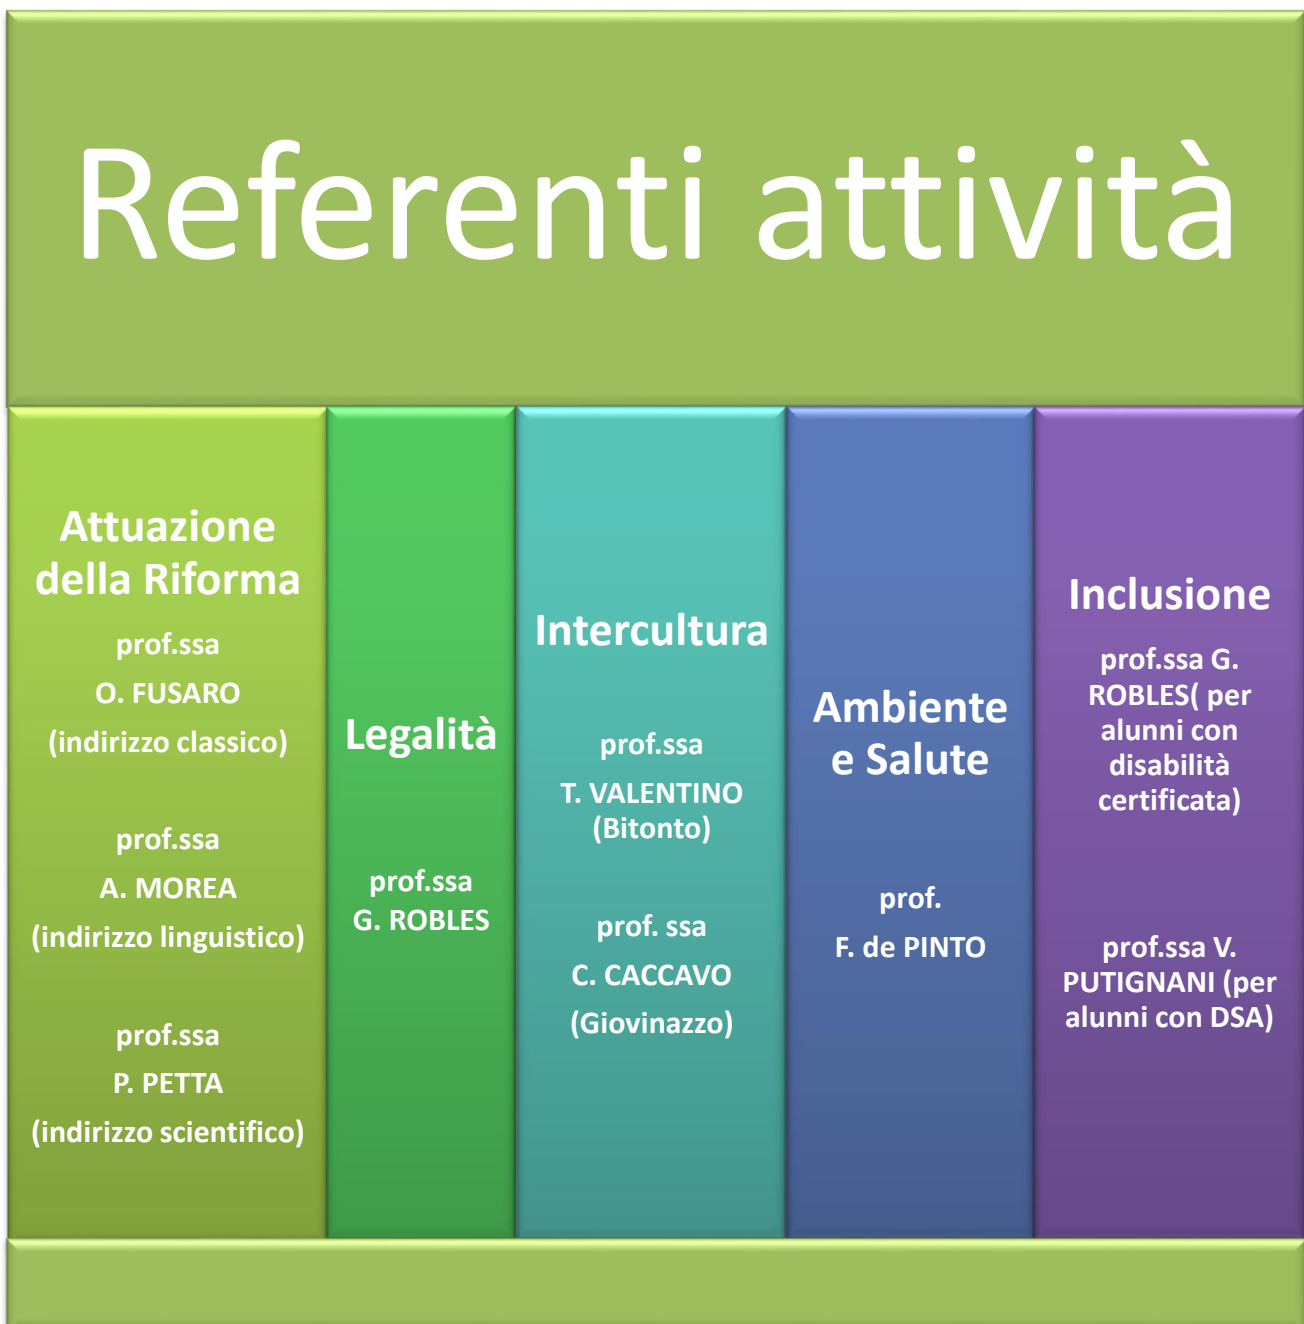 Referenti attività
Attuazione
della Riforma
prof.ssa
O. FUSARO
(indirizzo classico)
prof.ssa
A. MOREA
(indirizzo linguistico)
prof.ssa
P. PETTA
(indirizzo scientifico)
Legalità
prof.ssa
G. ROBLES
Intercultura
prof.ssa
T. VALENTINO
(Bitonto)
prof. ssa
C. CACCAVO
(Giovinazzo)
Ambiente
e Salute
prof.
F. de PINTO
Inclusione
prof.ssa G.
ROBLES( per
alunni con
disabilità
certificata)
prof.ssa V.
PUTIGNANI (per
alunni con DSA)